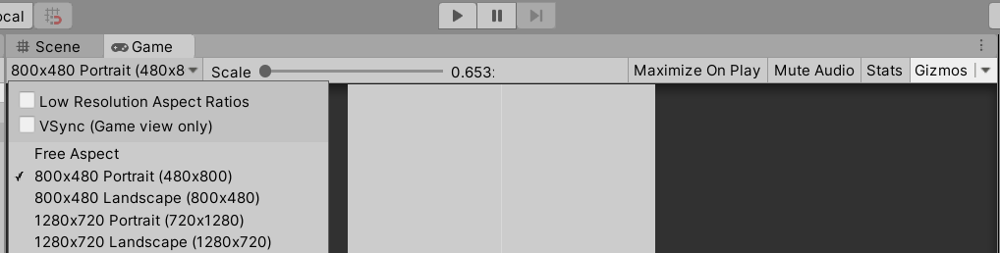 ocal
Scene
Game
800x480 Portrait (480x8
Scale
0.653:
Maximize On Play
Mute Audio
Stats
Gizmos
Low Resolution Aspect Ratios
VSync (Game view only)
Free Aspect
800x480 Portrait (480x800)
800x480 Landscape (800x480)
1280x720 Portrait (720x1280)
1280x720 Landscape (1280x720)